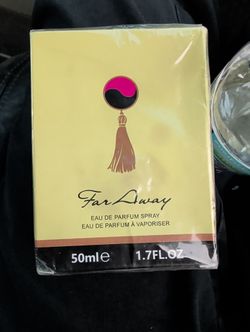 Far Away
EAU DE PARFUM SPRAY
EAU DE PARFUM À VAPORISER
50ml℮ 1.7FL.OZ